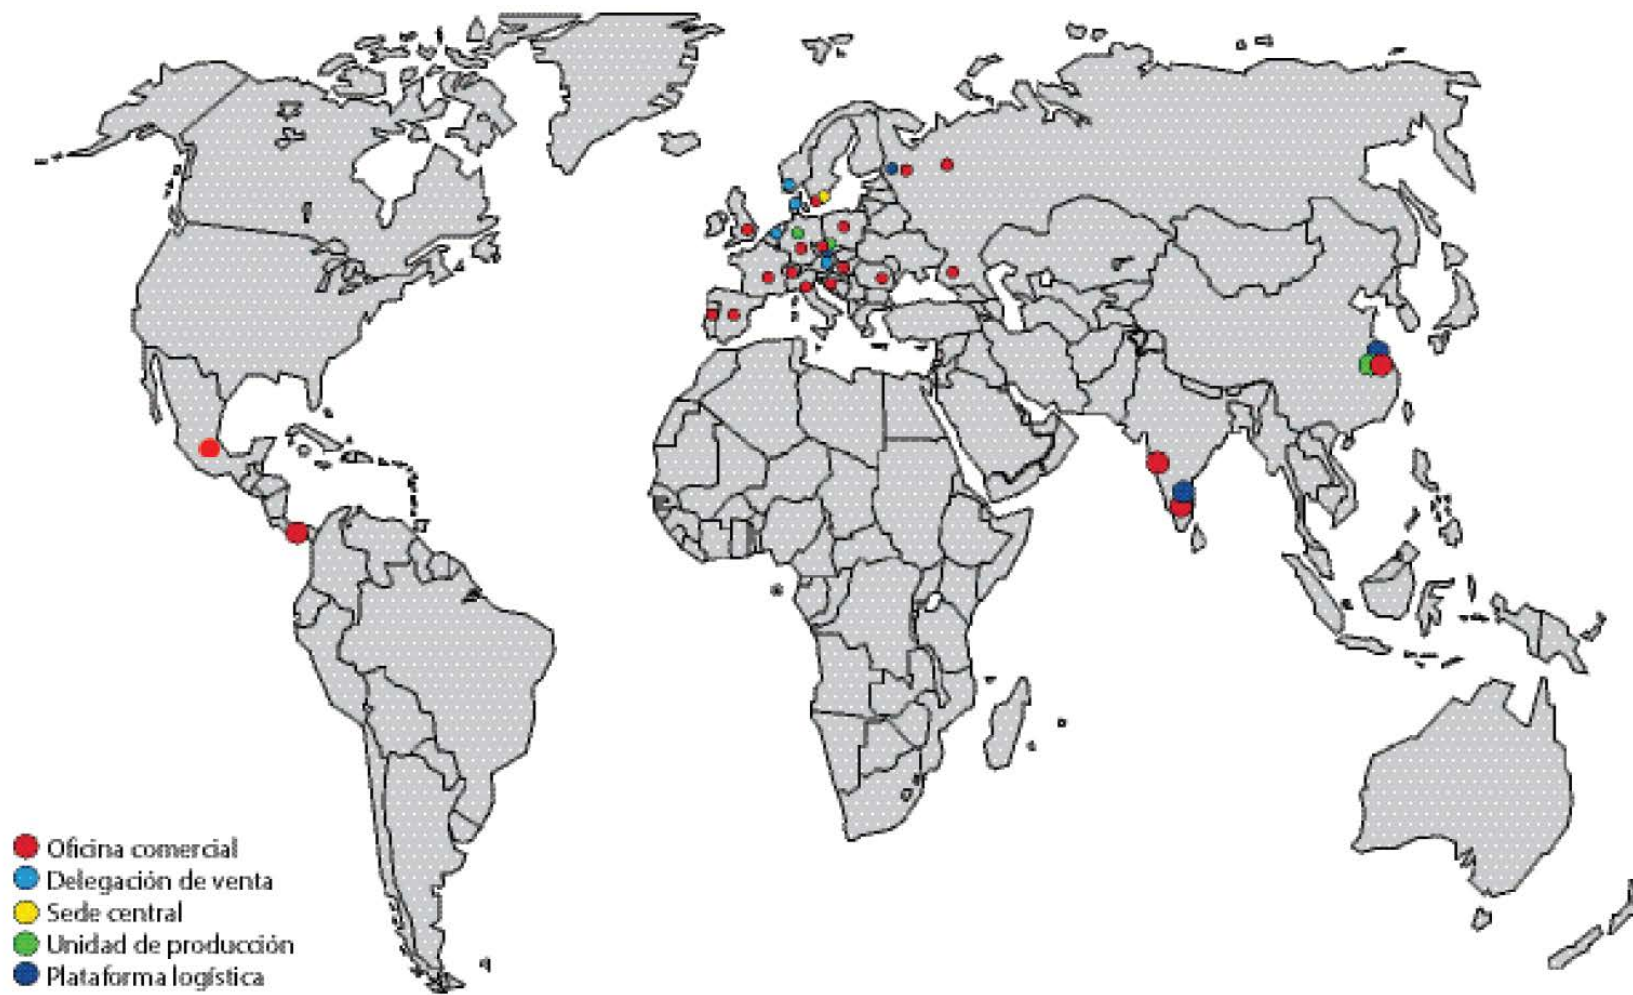 Oficina comercial
Delegación de venta
Sede central
Unidad de producción
Plataforma logística